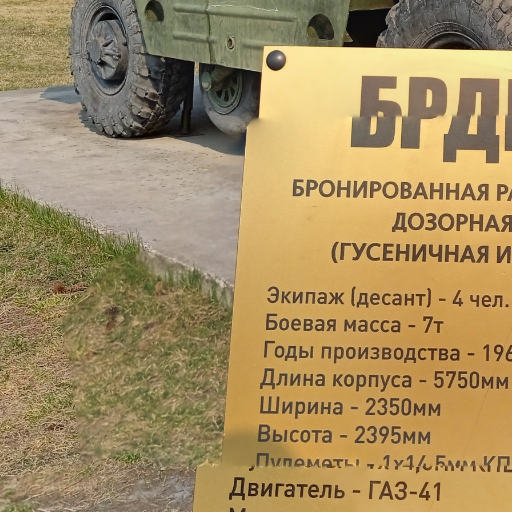 БРД
БРОНИРОВАННАЯ РА
ДОЗОРНАЯ
(ГУСЕНИЧНАЯ И
Экипаж (десант) - 4 чел.
Боевая масса - 7т
Годы производства - 196
Длина корпуса - 5750мм
Ширина - 2350мм
Высота - 2395мм
Пулеметы -
Двигатель - ГАЗ-41